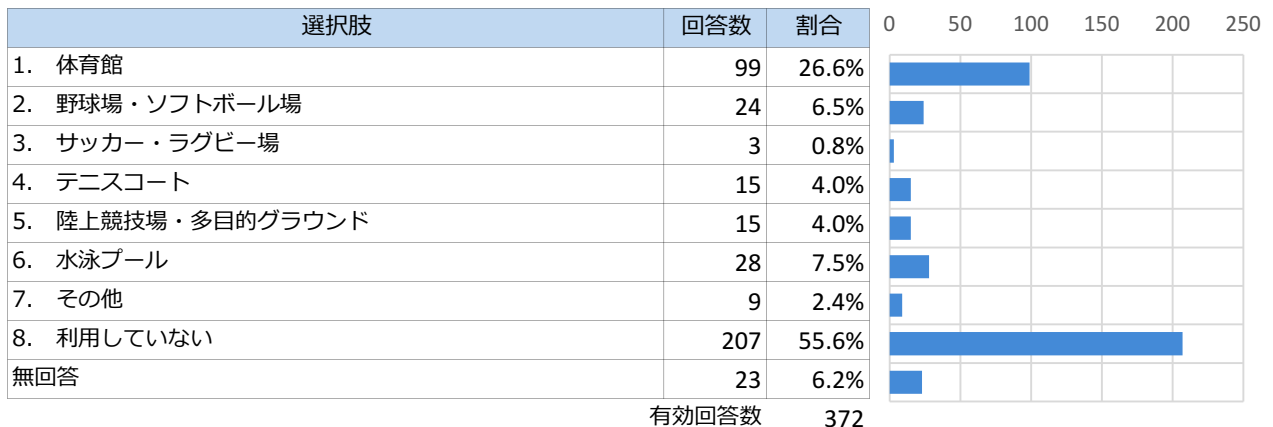 選択肢 回答数 割合 0 50 100 150 200 250
1. 体育館 99 26.6%
2. 野球場・ソフトボール場 24 6.5%
3. サッカー・ラグビー場 3 0.8%
4. テニスコート 15 4.0%
5. 陸上競技場・多目的グラウンド 15 4.0%
6. 水泳プール 28 7.5%
7. その他 9 2.4%
8. 利用していない 207 55.6%
無回答 23 6.2%
有効回答数 372